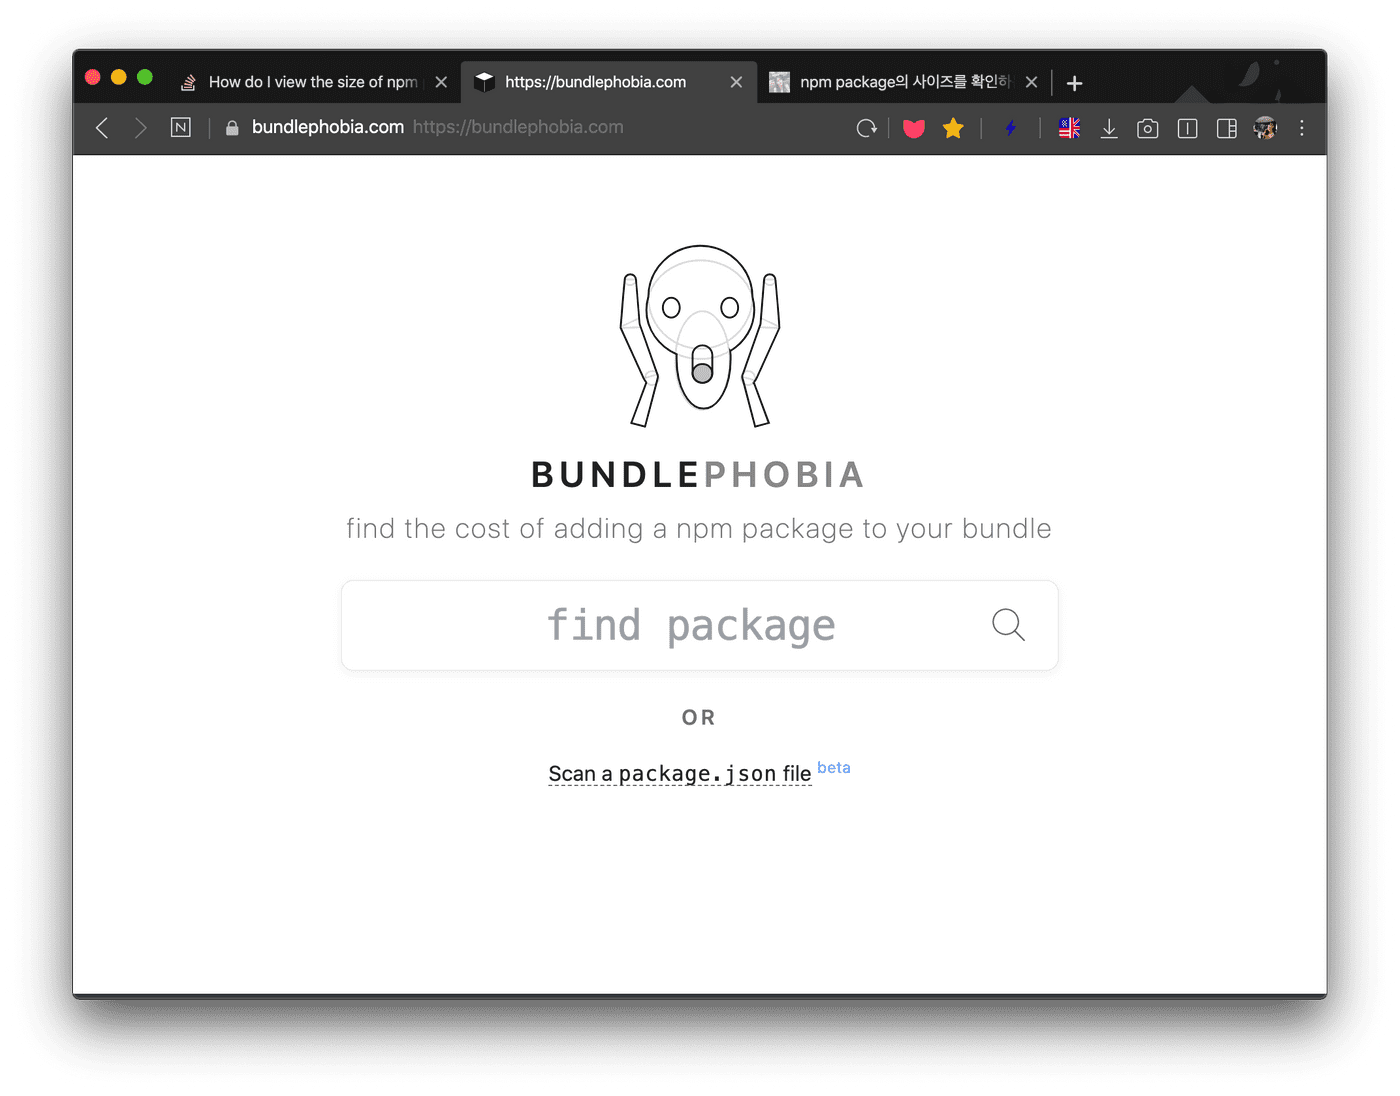 How do I view the size of npm
https://bundlephobia.com
npm package의 사이즈를 확인하
N
bundlephobia.com https://bundlephobia.com
BUNDLEPHOBIA
find the cost of adding a npm package to your bundle
find package
OR
Scan a package.json file beta